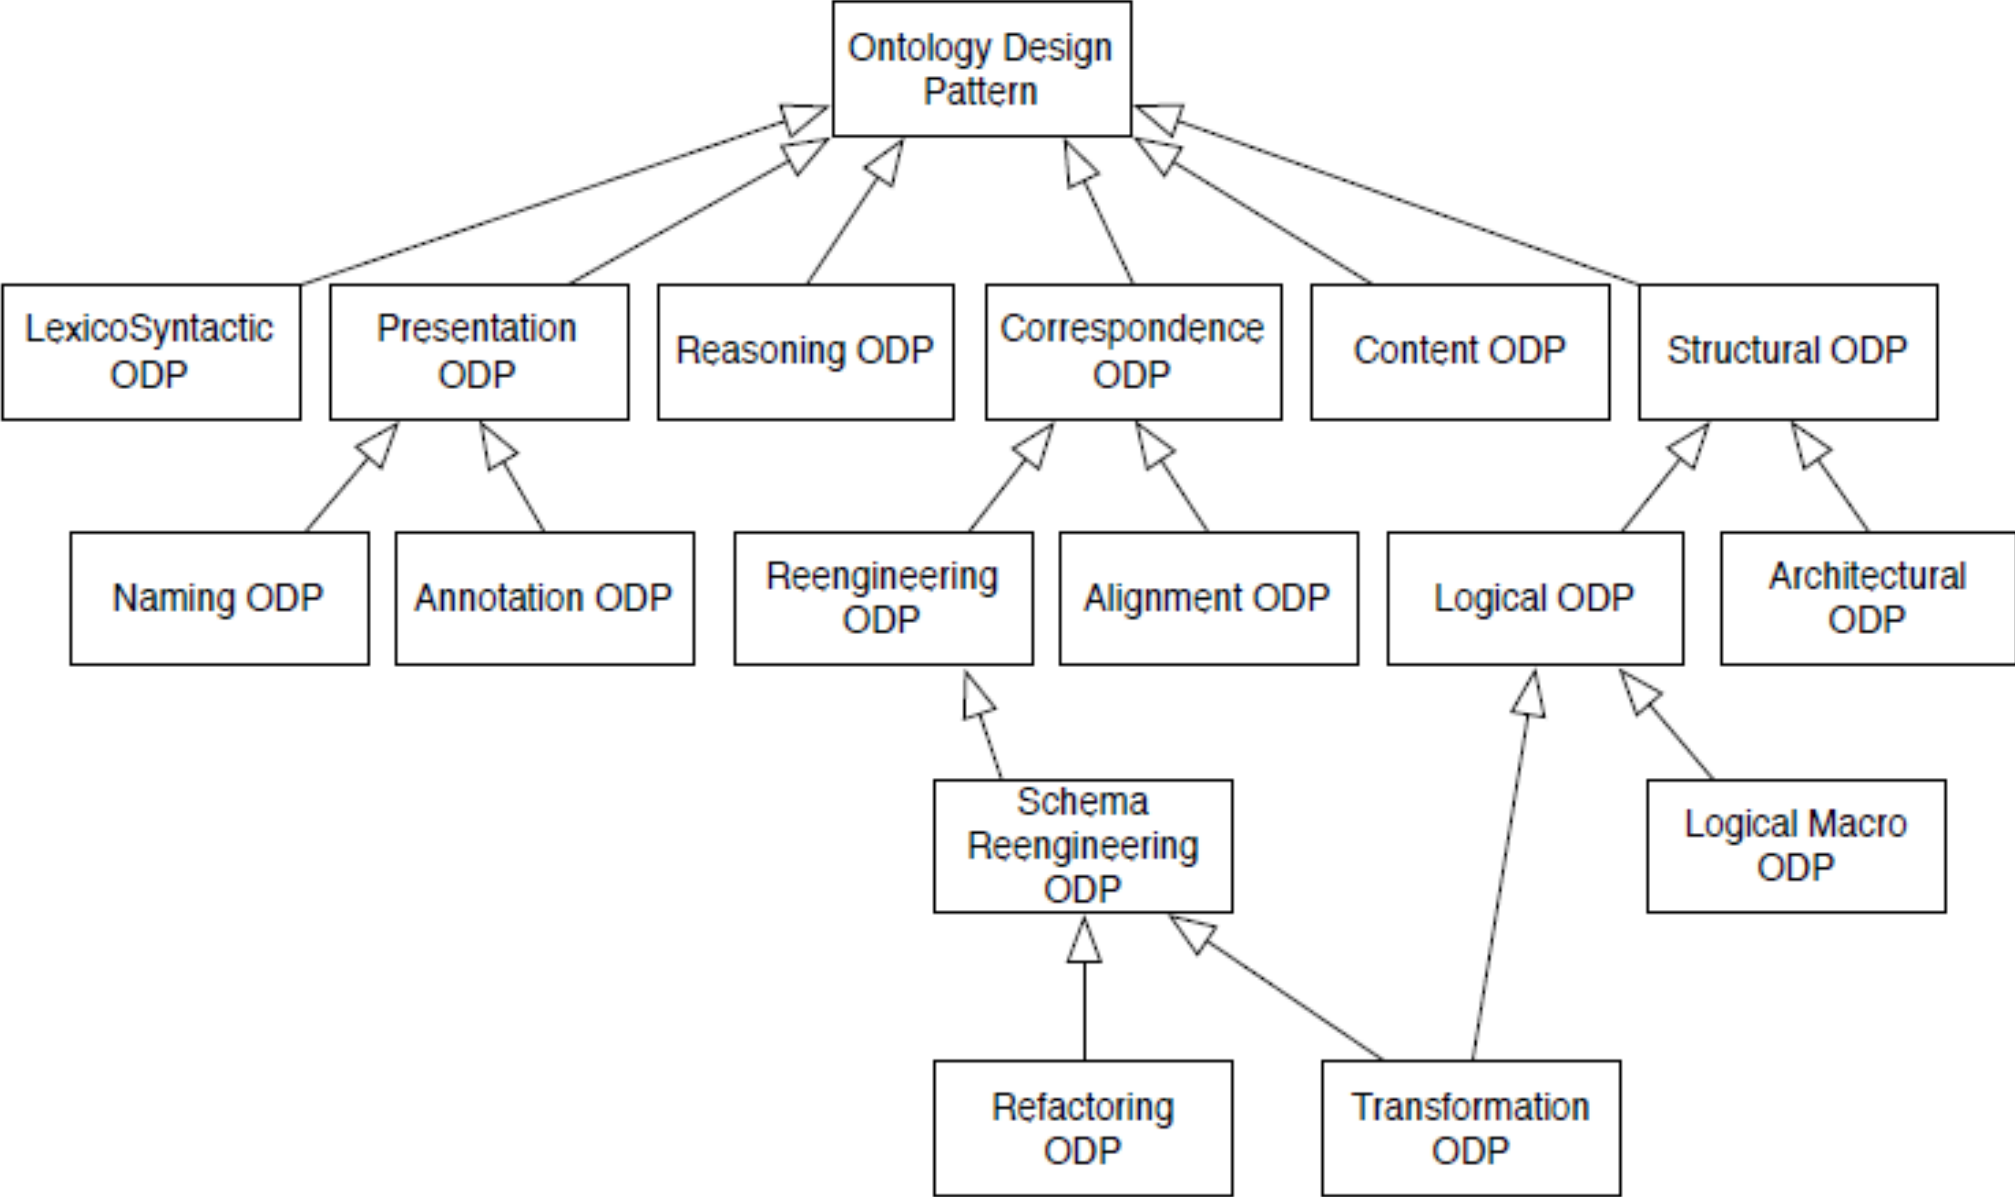 Ontology Design
Pattern
LexicoSyntactic
ODP
Presentation
ODP
Reasoning ODP
Correspondence
ODP
Content ODP
Structural ODP
Naming ODP
Annotation ODP
Reengineering
ODP
Alignment ODP
Logical ODP
Architectural
ODP
Schema
Reengineering
ODP
Logical Macro
ODP
Refactoring
ODP
Transformation
ODP